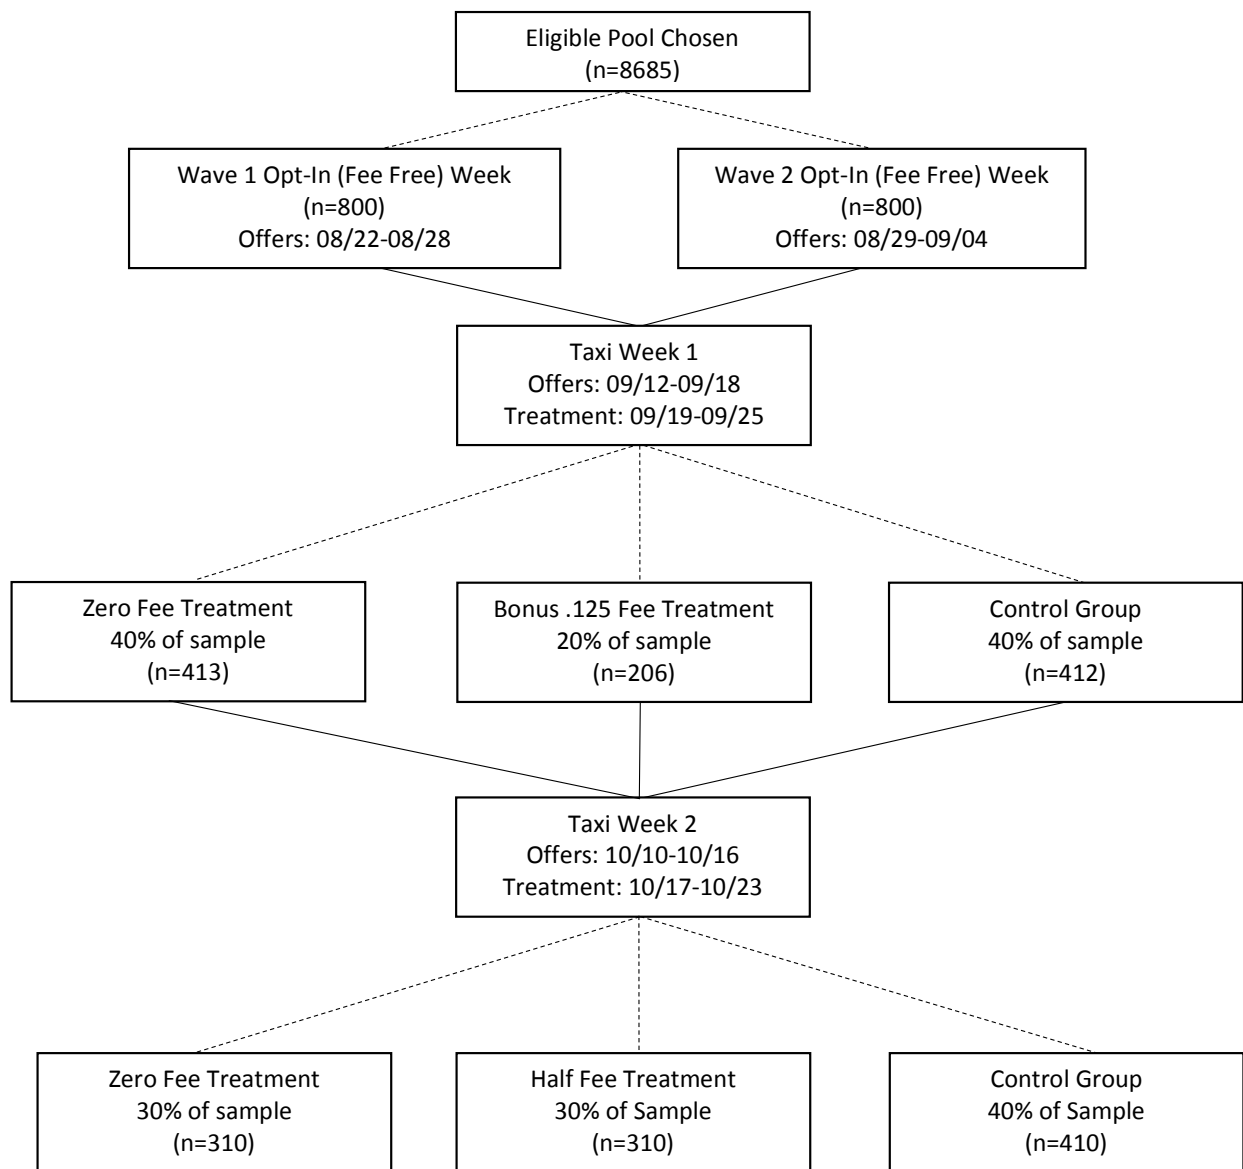 Eligible Pool Chosen
(n=8685)
Wave 1 Opt-In (Fee Free) Week
(n=800)
Offers: 08/22-08/28
Wave 2 Opt-In (Fee Free) Week
(n=800)
Offers: 08/29-09/04
Taxi Week 1
Offers: 09/12-09/18
Treatment: 09/19-09/25
Zero Fee Treatment
40% of sample
(n=413)
Bonus .125 Fee Treatment
20% of sample
(n=206)
Control Group
40% of sample
(n=412)
Taxi Week 2
Offers: 10/10-10/16
Treatment: 10/17-10/23
Zero Fee Treatment
30% of sample
(n=310)
Half Fee Treatment
30% of Sample
(n=310)
Control Group
40% of Sample
(n=410)